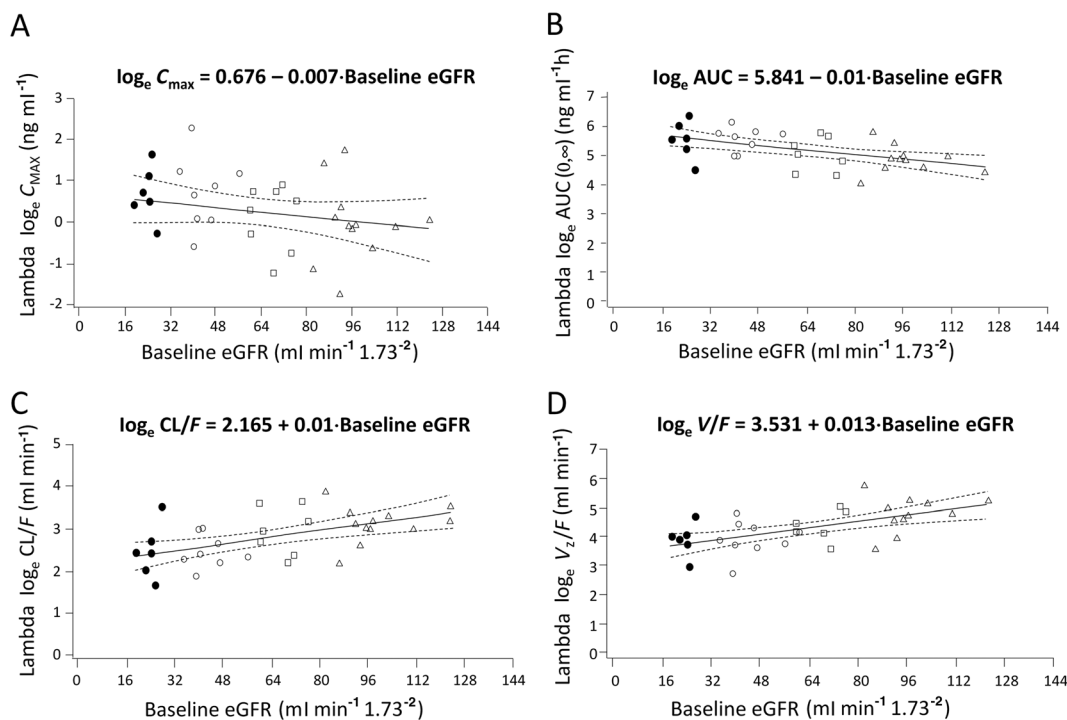 A
logₑ Cmax = 0.676 – 0.007·Baseline eGFR
Lambda logₑ CMAX (ng ml⁻¹)
3
2
1
0
-1
-2
0 16 32 48 64 80 96 112 128 144
Baseline eGFR (ml min⁻¹ 1.73⁻²)
B
logₑ AUC = 5.841 – 0.01·Baseline eGFR
Lambda logₑ AUC (0,∞) (ng ml⁻¹h)
7
6
5
4
3
2
1
0
0 16 32 48 64 80 96 112 128 144
Baseline eGFR (ml min⁻¹ 1.73⁻²)
C
logₑ CL/F = 2.165 + 0.01·Baseline eGFR
Lambda logₑ CL/F (ml min⁻¹)
5
4
3
2
1
0
0 16 32 48 64 80 96 112 128 144
Baseline eGFR (ml min⁻¹ 1.73⁻²)
D
logₑ V/F = 3.531 + 0.013·Baseline eGFR
Lambda logₑ Vz/F (ml min⁻¹)
7
6
5
4
3
2
1
0
0 16 32 48 64 80 96 112 128 144
Baseline eGFR (ml min⁻¹ 1.73⁻²)